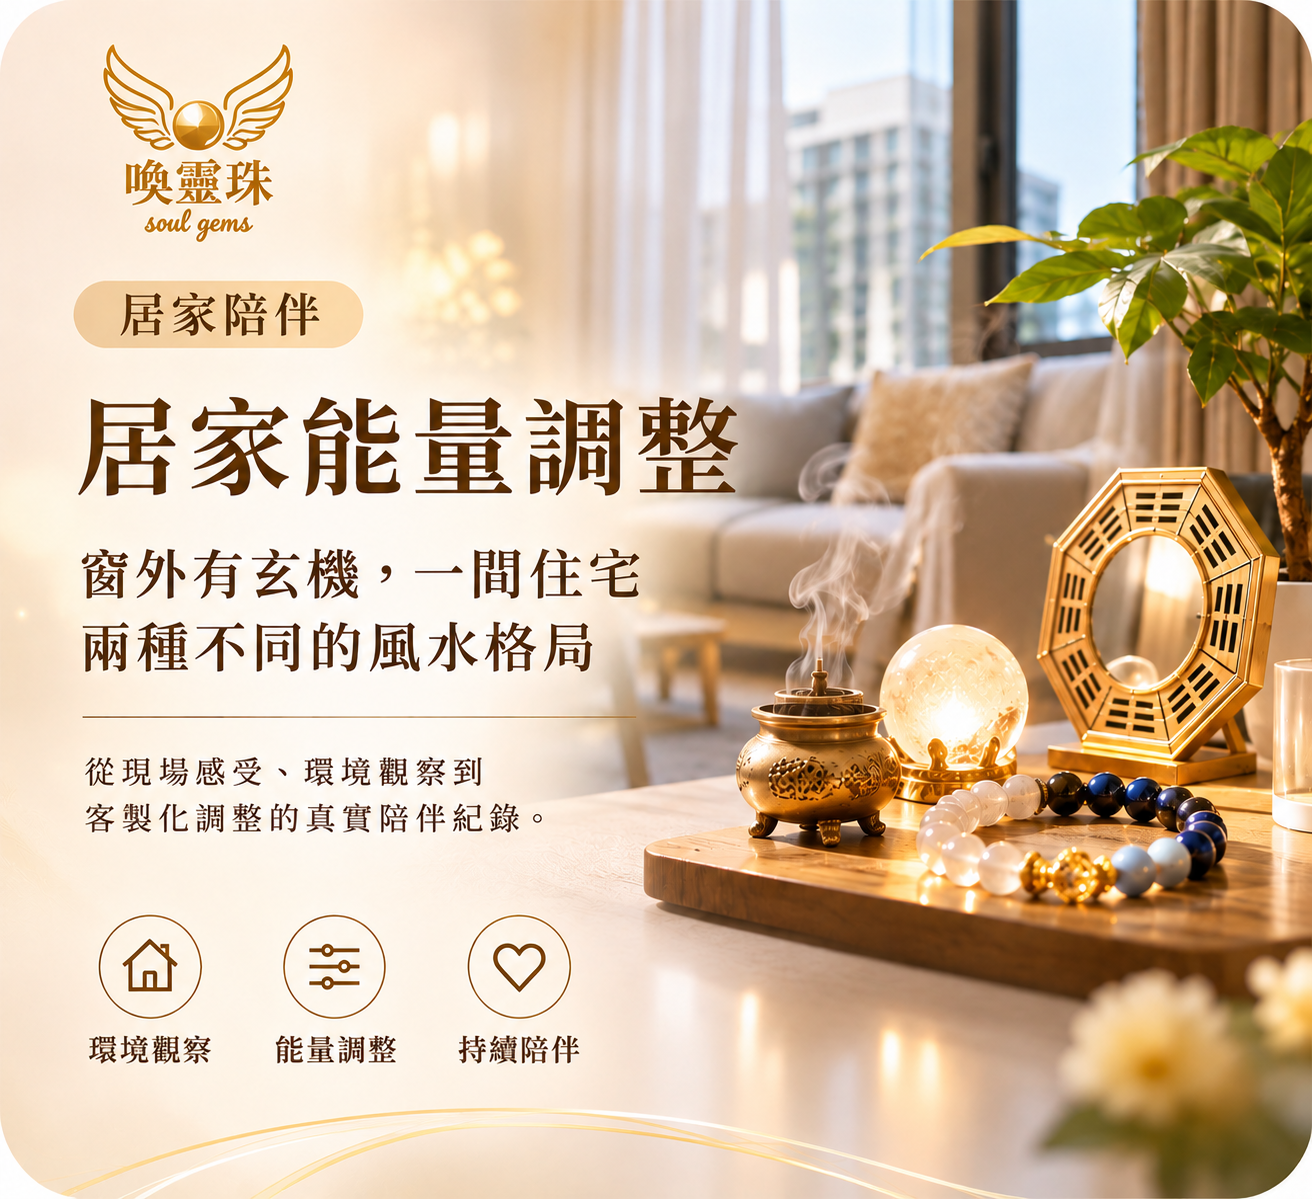 喚靈珠
soul gems
居家陪伴
居家能量調整
窗外有玄機，一間住宅
兩種不同的風水格局
從現場感受、環境觀察到
客製化調整的真實陪伴紀錄。
環境觀察
能量調整
持續陪伴